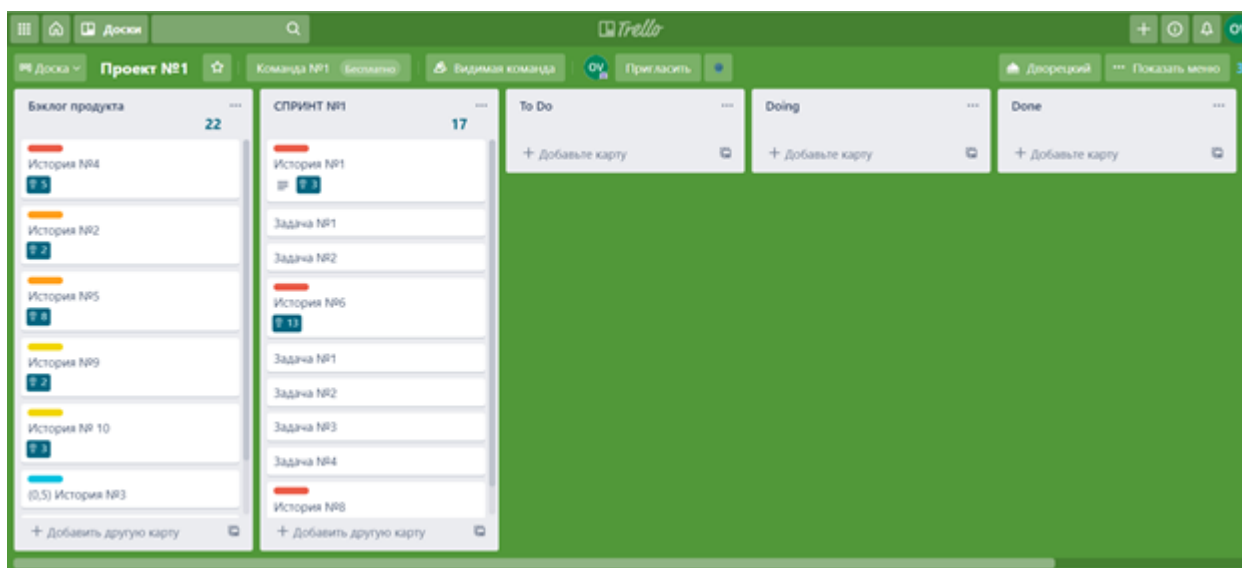 Доски
Trello
OV
Доска
Проект №1
Команда №1
Бесплатно
Видимая команда
OV
Пригласить
Дворецкий
Показать меню
Бэклог продукта
22
История №4
5
История №2
2
История №5
8
История №9
2
История № 10
3
(0,5) История №3
+ Добавить другую карту
СПРИНТ №1
17
История №1
3
Задача №1
Задача №2
История №6
13
Задача №1
Задача №2
Задача №3
Задача №4
История №8
+ Добавить другую карту
To Do
+ Добавьте карту
Doing
+ Добавьте карту
Done
+ Добавьте карту